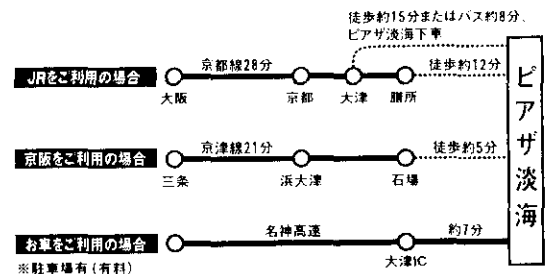 徒歩約15分またはバス約8分、
ピアザ淡海下車
JRをご利用の場合
京都線28分
徒歩約12分
大阪
京都
大津
膳所
京阪をご利用の場合
京津線21分
徒歩約5分
三条
浜大津
石場
お車をご利用の場合
名神高速
約7分
大津IC
※駐車場有(有料)
ピアザ淡海